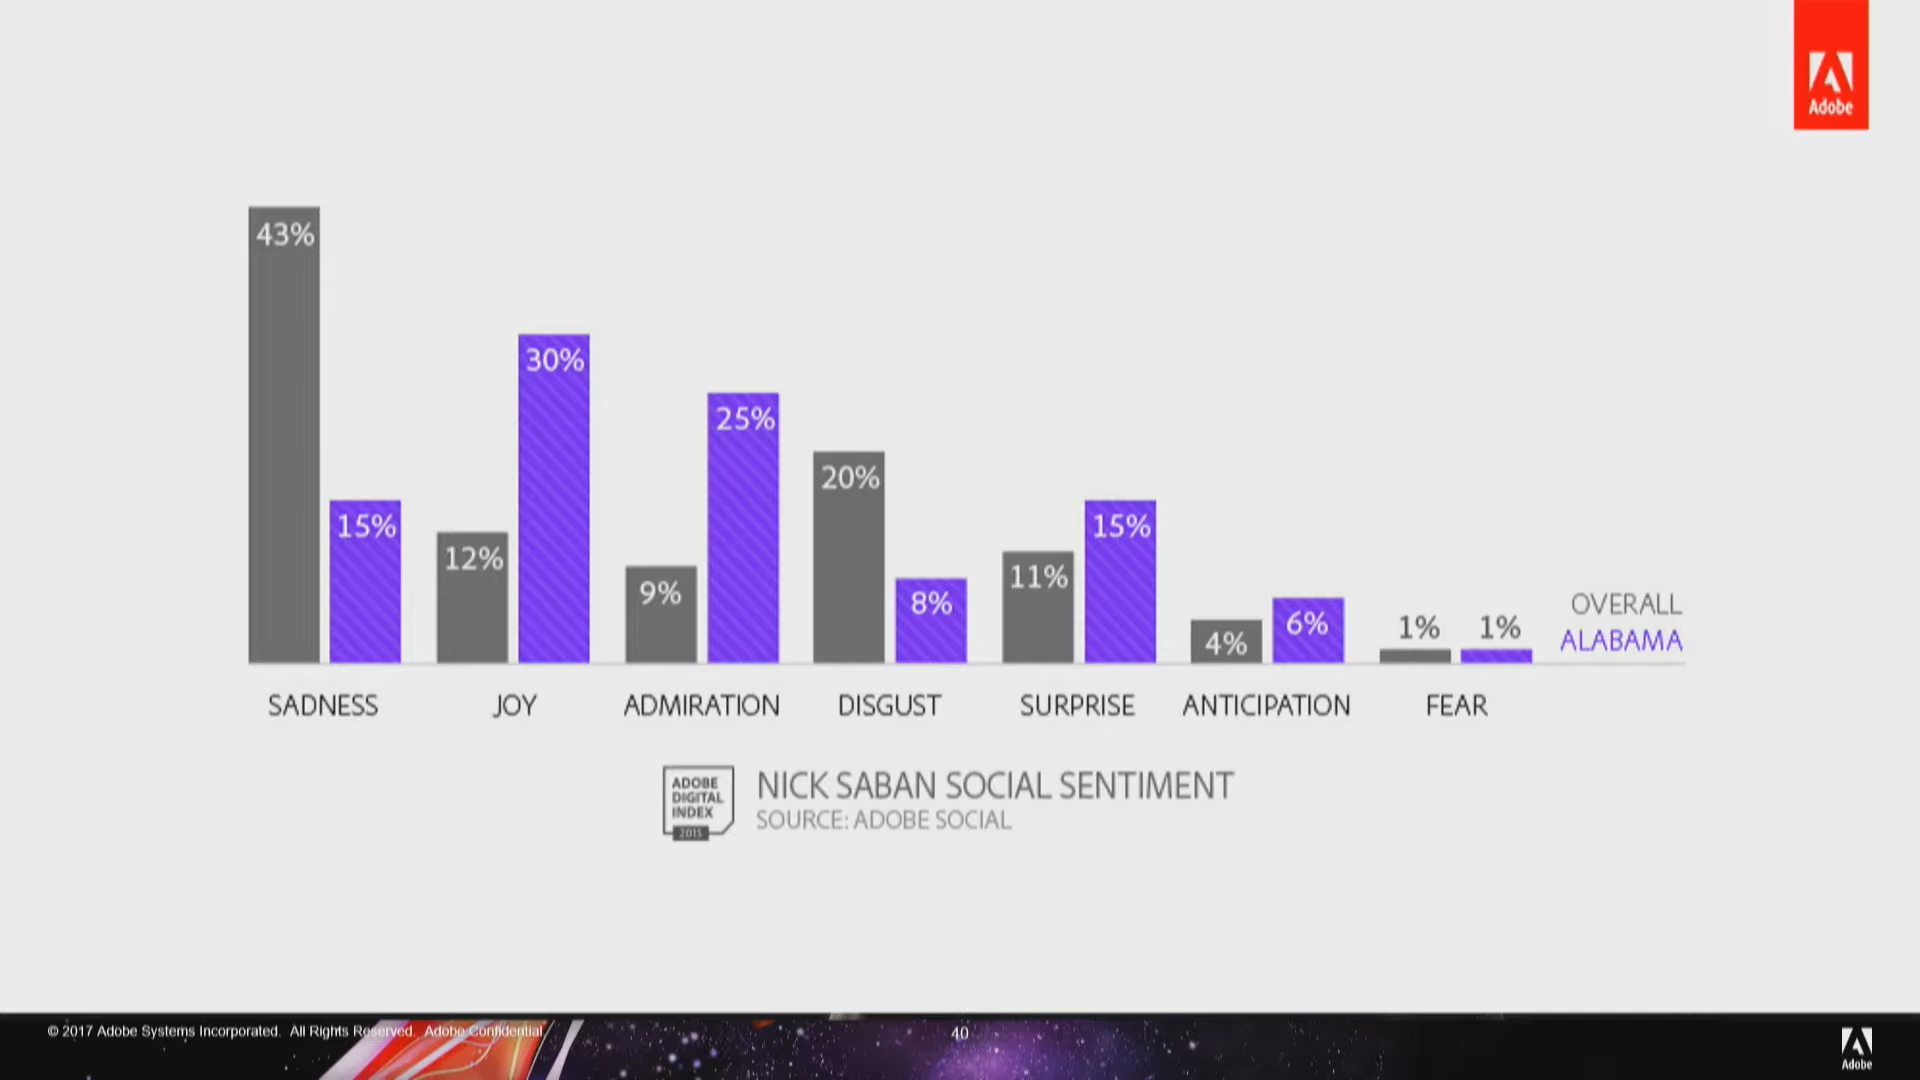 Adobe
43%
15%
12%
30%
9%
25%
20%
8%
11%
15%
4%
6%
1%
1%
OVERALL
ALABAMA
SADNESS
JOY
ADMIRATION
DISGUST
SURPRISE
ANTICIPATION
FEAR
ADOBE
DIGITAL
INDEX
2015
NICK SABAN SOCIAL SENTIMENT
SOURCE: ADOBE SOCIAL
© 2017 Adobe Systems Incorporated. All Rights Reserved. Adobe Confidential.
40
Adobe